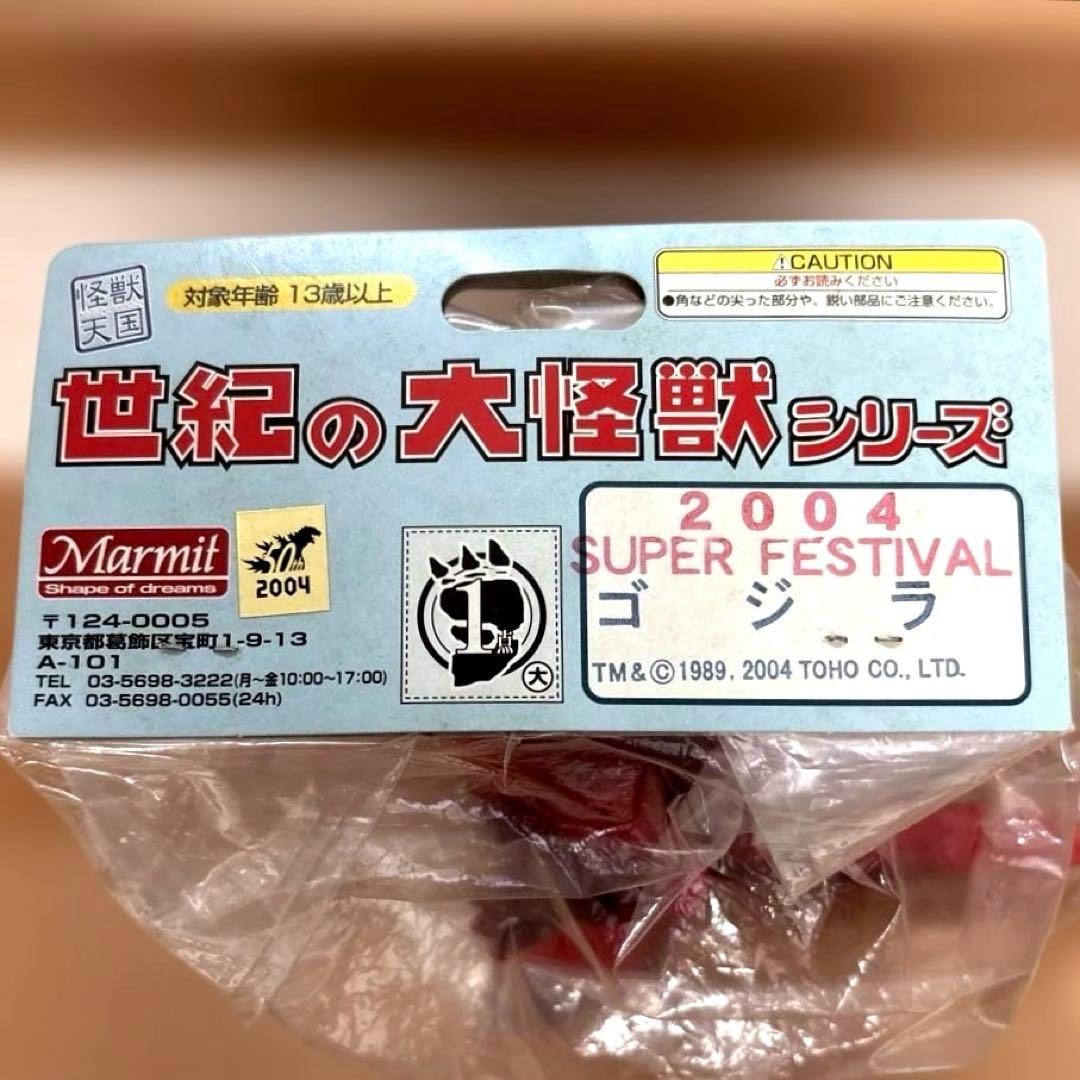 怪獣
天国
対象年齢 13歳以上
⚠CAUTION
必ずお読みください
●角などの尖った部分や、鋭い部品にご注意ください。
世紀の大怪獣シリーズ
Marmit
Shape of dreams
50th
2004
〒124-0005
東京都葛飾区宝町1-9-13
A-101
TEL 03-5698-3222(月~金10:00~17:00)
FAX 03-5698-0055(24h)
1点
大
2004
SUPER FESTIVAL
ゴジラ
TM&©1989, 2004 TOHO CO., LTD.